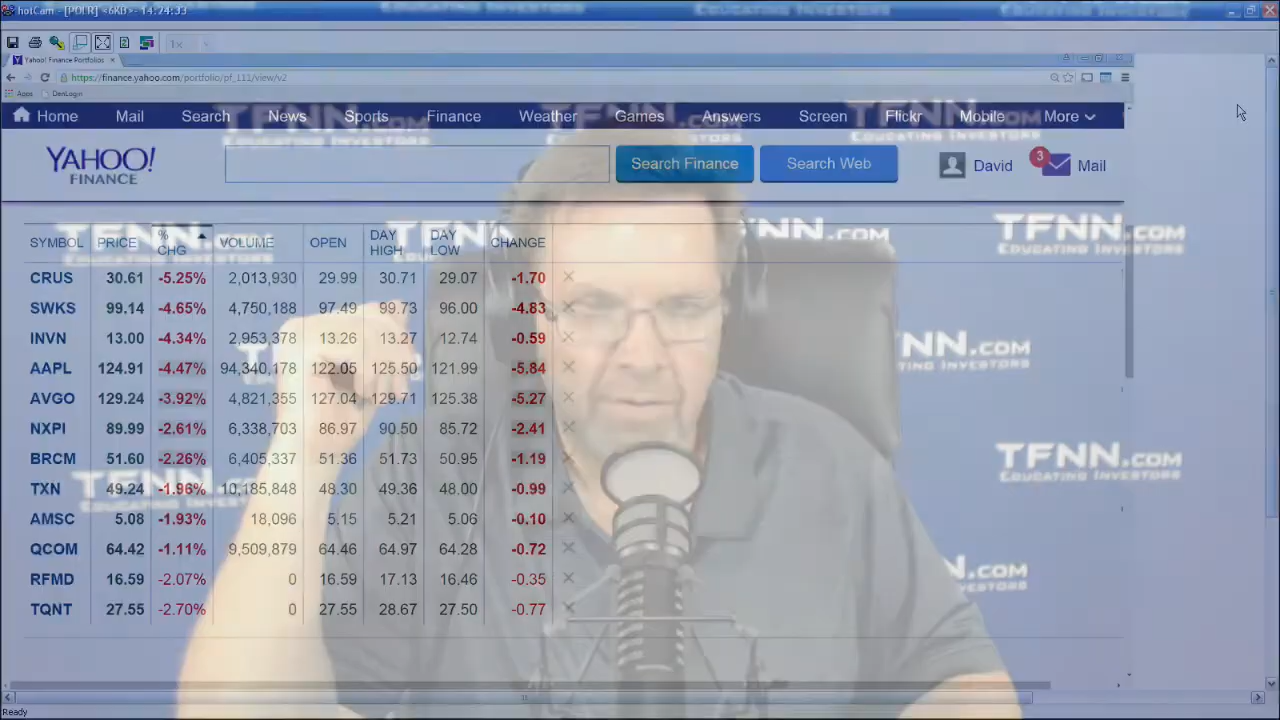 hotCam - [PDLR] <6KB> - 14:24:33
1x
Yahoo! Finance Portfolios
https://finance.yahoo.com/portfolio/pf_111/view/v2
Apps DenLogin
Home Mail Search News Sports Finance Weather Games Answers Screen Flickr Mobile More
YAHOO!
FINANCE
Search Finance Search Web David 3 Mail
SYMBOL PRICE % CHG VOLUME OPEN DAY HIGH DAY LOW CHANGE
CRUS 30.61 -5.25% 2,013,930 29.99 30.71 29.07 -1.70
SWKS 99.14 -4.65% 4,750,188 97.49 99.73 96.00 -4.83
INVN 13.00 -4.34% 2,953,378 13.26 13.27 12.74 -0.59
AAPL 124.91 -4.47% 94,340,178 122.05 125.50 121.99 -5.84
AVGO 129.24 -3.92% 4,821,355 127.04 129.71 125.38 -5.27
NXPI 89.99 -2.61% 6,338,703 86.97 90.50 85.72 -2.41
BRCM 51.60 -2.26% 6,405,337 51.36 51.73 50.95 -1.19
TXN 49.24 -1.96% 10,185,848 48.30 49.36 48.00 -0.99
AMSC 5.08 -1.93% 18,096 5.15 5.21 5.06 -0.10
QCOM 64.42 -1.11% 9,509,879 64.46 64.97 64.28 -0.72
RFMD 16.59 -2.07% 0 16.59 17.13 16.46 -0.35
TQNT 27.55 -2.70% 0 27.55 28.67 27.50 -0.77
TFNN.COM
EDUCATING INVESTORS
TFNN.COM
EDUCATING INVESTORS
Ready